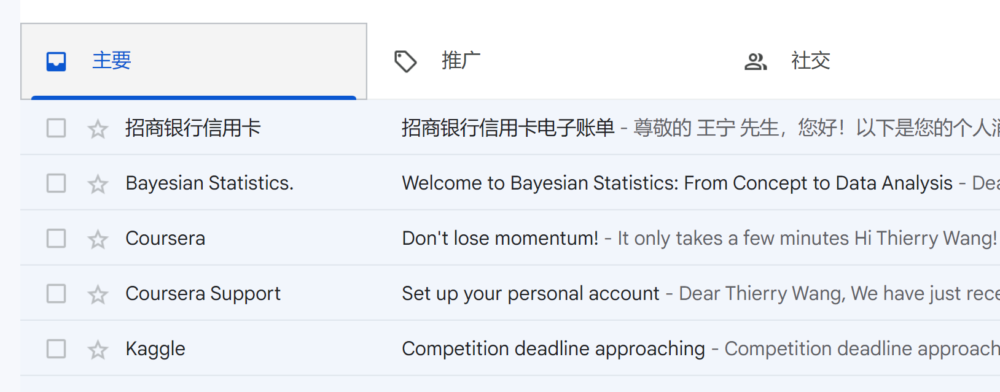 主要 推广 社交
招商银行信用卡 招商银行信用卡电子账单 - 尊敬的 王宁 先生，您好！以下是您的个人
Bayesian Statistics. Welcome to Bayesian Statistics: From Concept to Data Analysis - Dea
Coursera Don't lose momentum! - It only takes a few minutes Hi Thierry Wang!
Coursera Support Set up your personal account - Dear Thierry Wang, We have just rece
Kaggle Competition deadline approaching - Competition deadline approach